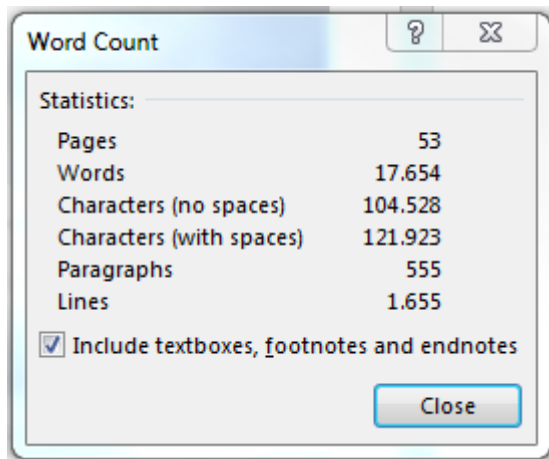 Word Count
Statistics:
Pages 53
Words 17.654
Characters (no spaces) 104.528
Characters (with spaces) 121.923
Paragraphs 555
Lines 1.655
Include textboxes, footnotes and endnotes
Close